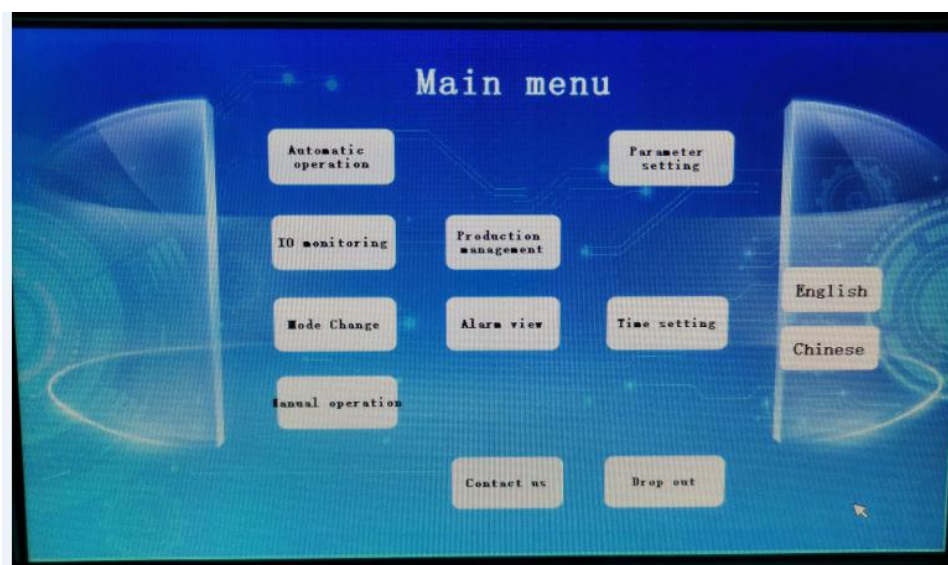 Main menu
Automatic
operation
Parameter
setting
IO monitoring
Production
management
English
Mode Change
Alarm view
Time setting
Chinese
Manual operation
Contact us
Drop out